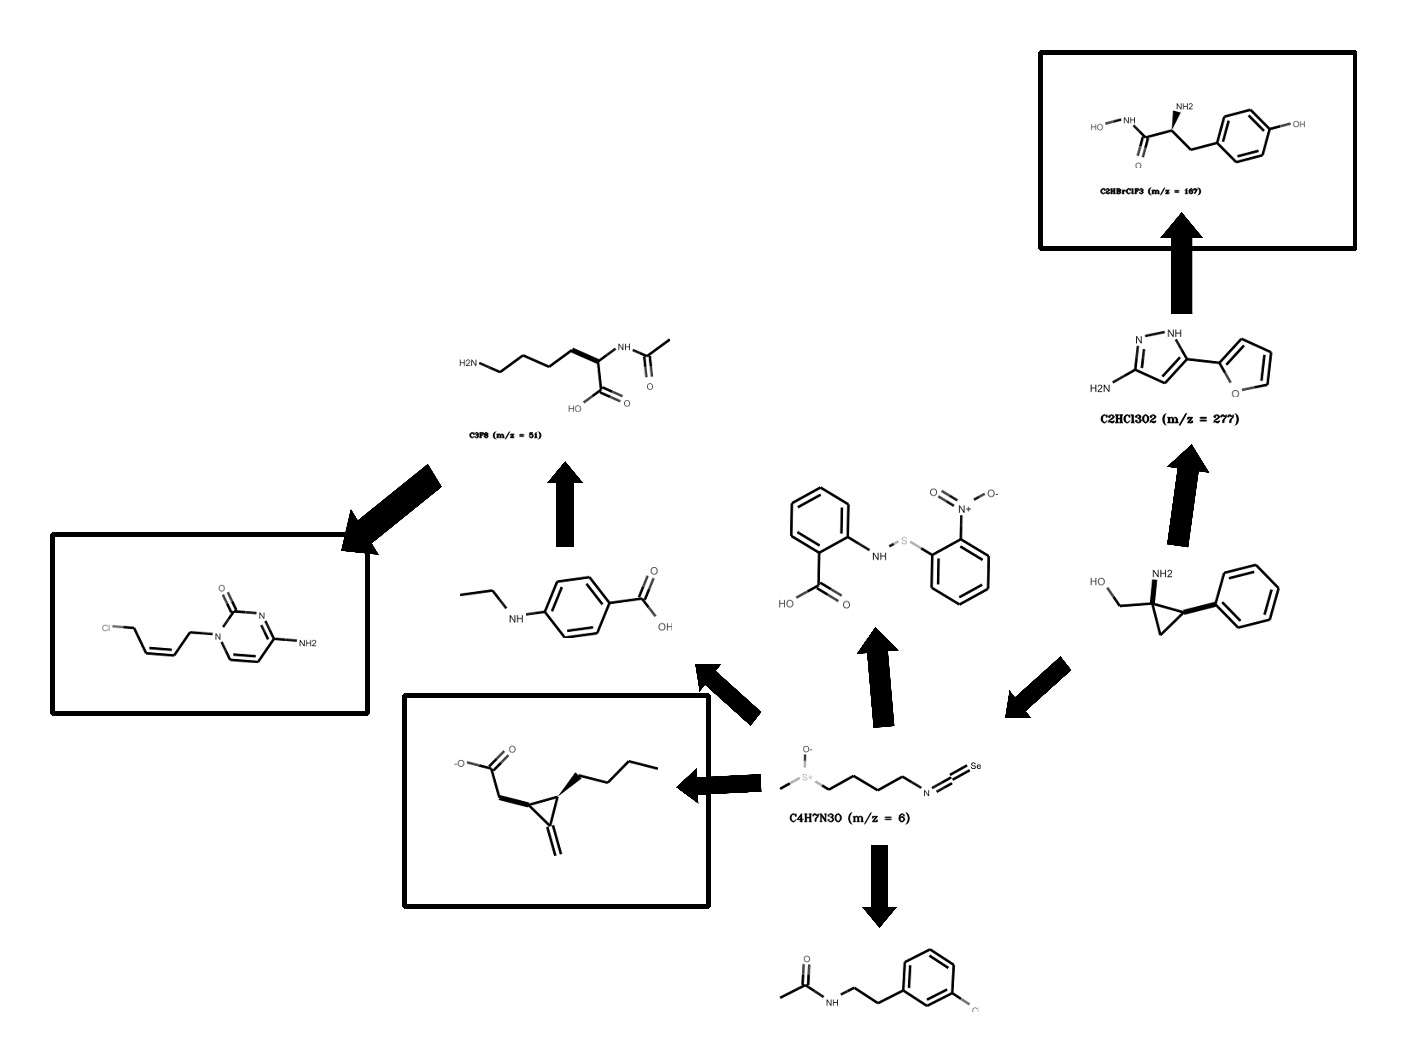 NH2
HO
NH
OH
O
C2HBrClF3 (m/z = 167)
N
NH
H2N
O
C2HCl3O2 (m/z = 277)
NH
H2N
O
HO
O
C3F8 (m/z = 51)
O
O-
N+
S
NH
HO
O
O
NH
OH
HO
NH2
O
N
Cl
N
NH2
O
-O
O-
S+
Se
N
C4H7N3O (m/z = 6)
O
NH